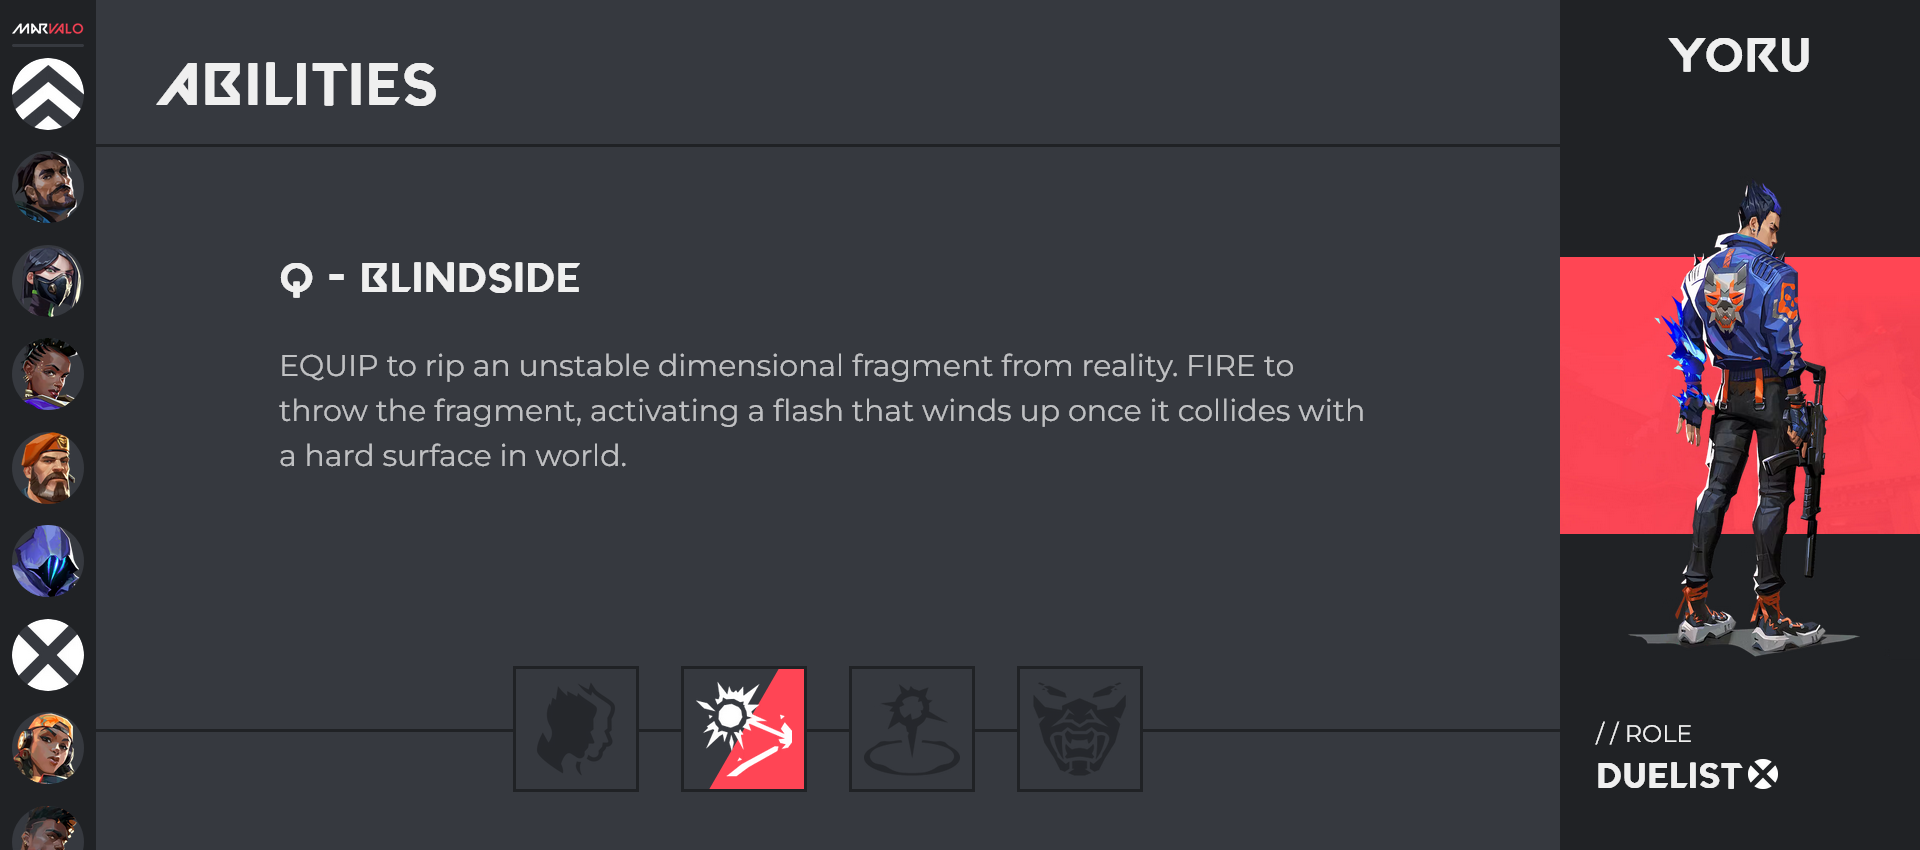 MARVALO
ABILITIES
YORU
Q - BLINDSIDE
EQUIP to rip an unstable dimensional fragment from reality. FIRE to
throw the fragment, activating a flash that winds up once it collides with
a hard surface in world.
// ROLE
DUELIST